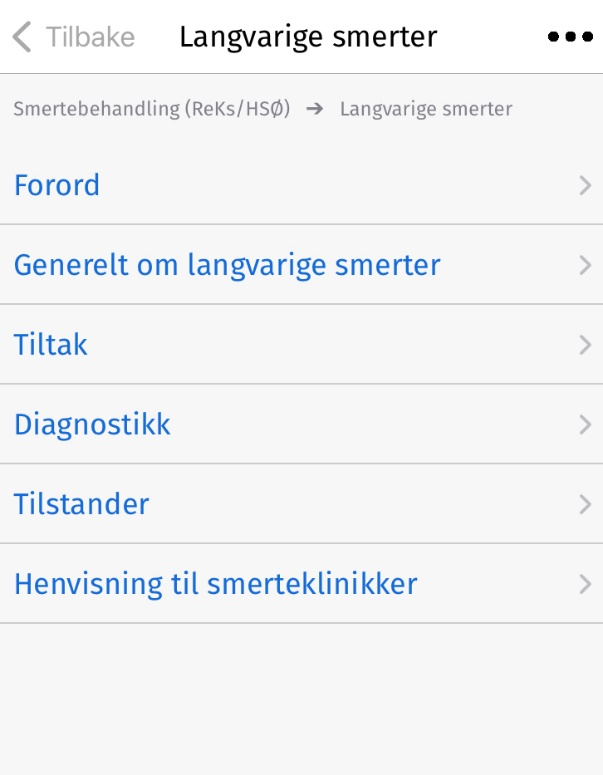 Tilbake Langvarige smerter
Smertebehandling (ReKs/HSØ) → Langvarige smerter
Forord
Generelt om langvarige smerter
Tiltak
Diagnostikk
Tilstander
Henvisning til smerteklinikker